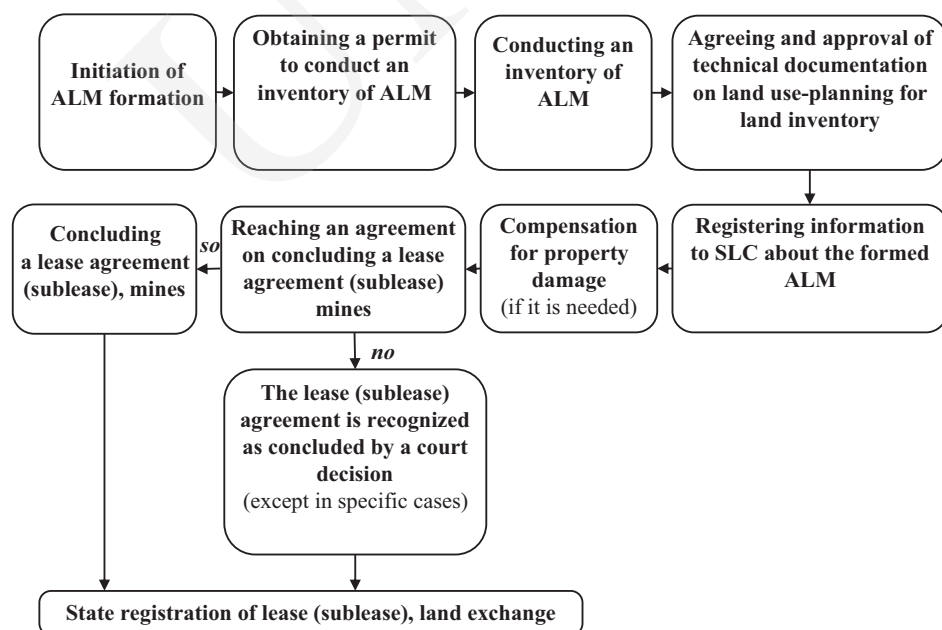 Initiation of
ALM formation
Obtaining a permit
to conduct an
inventory of ALM
Conducting an
inventory of
ALM
Agreeing and approval of
technical documentation
on land use-planning for
land inventory
Registering information
to SLC about the formed
ALM
Compensation
for property
damage
(if it is needed)
Reaching an agreement
on concluding a lease
agreement (sublease)
mines
so
Concluding
a lease agreement
(sublease), mines
no
The lease (sublease)
agreement is recognized
as concluded by a court
decision
(except in specific cases)
State registration of lease (sublease), land exchange